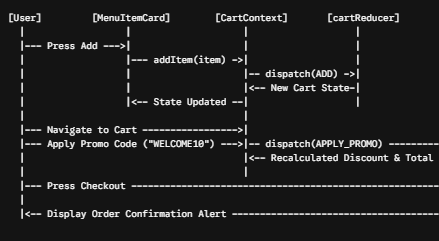 [User]         [MenuItemCard]        [CartContext]       [cartReducer]
|                  |                   |                  |
|--- Press Add --->|                   |                  |
|                  |--- addItem(item) ->|                  |
|                  |                   |-- dispatch(ADD) ->|
|                  |                   |<-- New Cart State-|
|                  |<-- State Updated --|                  |
|                                      |
|--- Navigate to Cart ---------------->|
|--- Apply Promo Code ("WELCOME10") --->|-- dispatch(APPLY_PROMO) ---------
|                                      |<-- Recalculated Discount & Total
|                                      |
|--- Press Checkout --------------------------------------------------
|
|<-- Display Order Confirmation Alert -----------------------------------